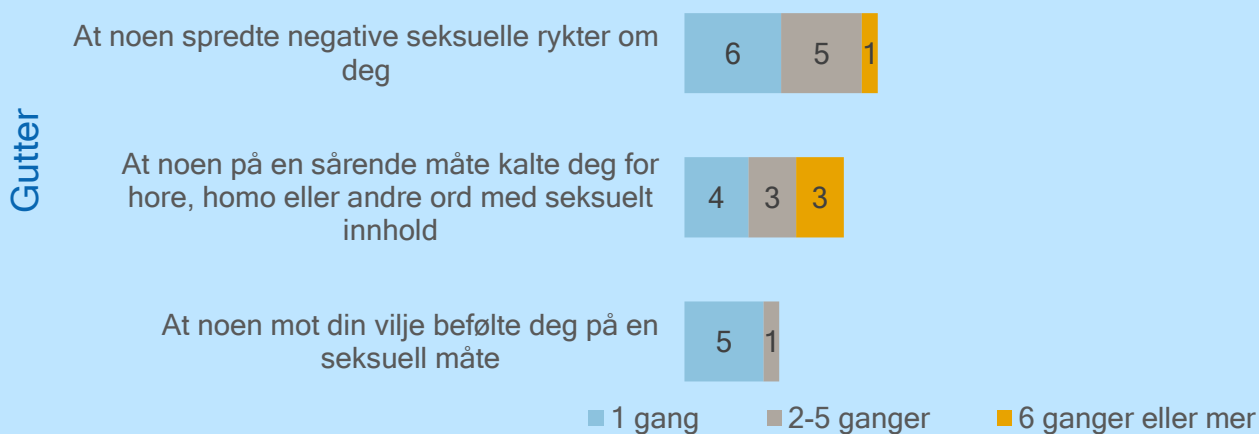 Gutter
At noen spredte negative seksuelle rykter om
deg
6 5 1
At noen på en sårende måte kalte deg for
hore, homo eller andre ord med seksuelt
innhold
4 3 3
At noen mot din vilje befølte deg på en
seksuell måte
5 1
1 gang 2-5 ganger 6 ganger eller mer